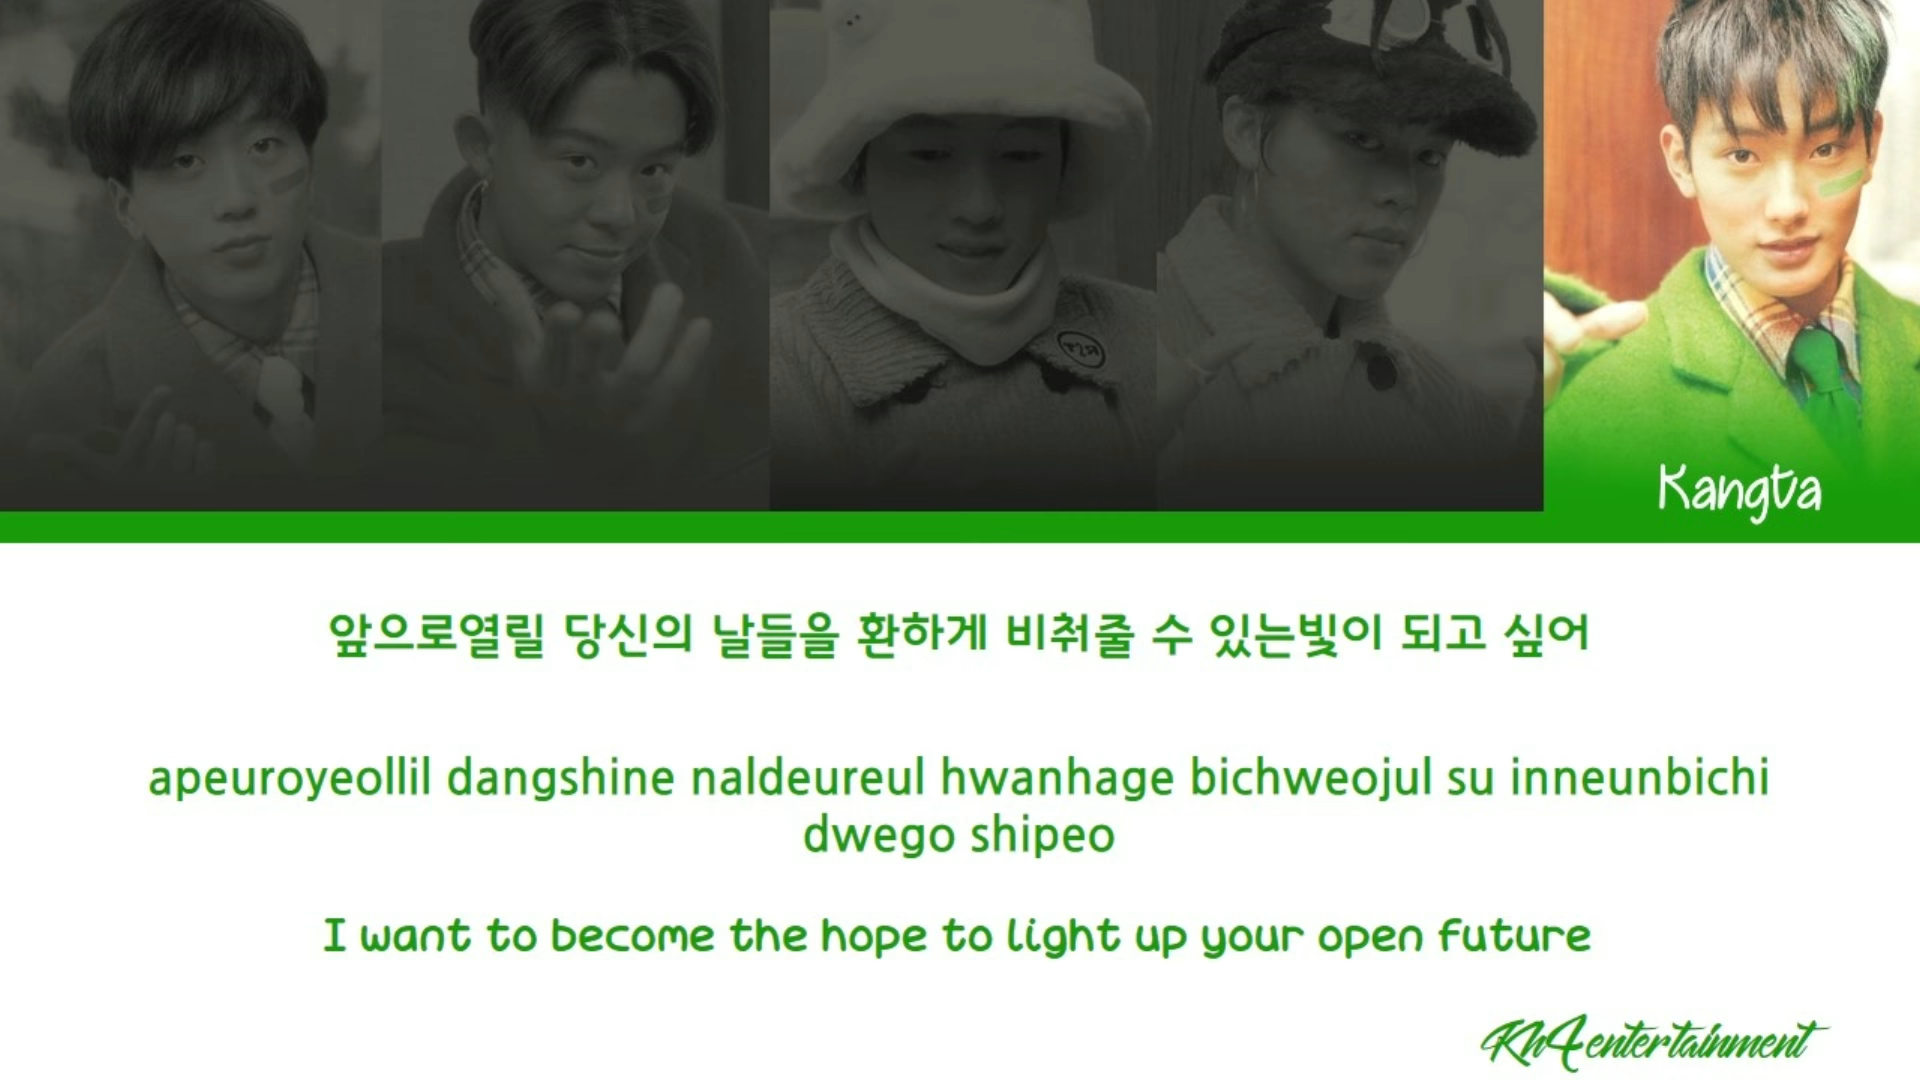 Kangta
앞으로열릴 당신의 날들을 환하게 비춰줄 수 있는빛이 되고 싶어
apeuroyeollil dangshine naldeureul hwanhage bichweojul su inneunbichi
dwego shipeo
I want to become the hope to light up your open future
Kh4entertainment